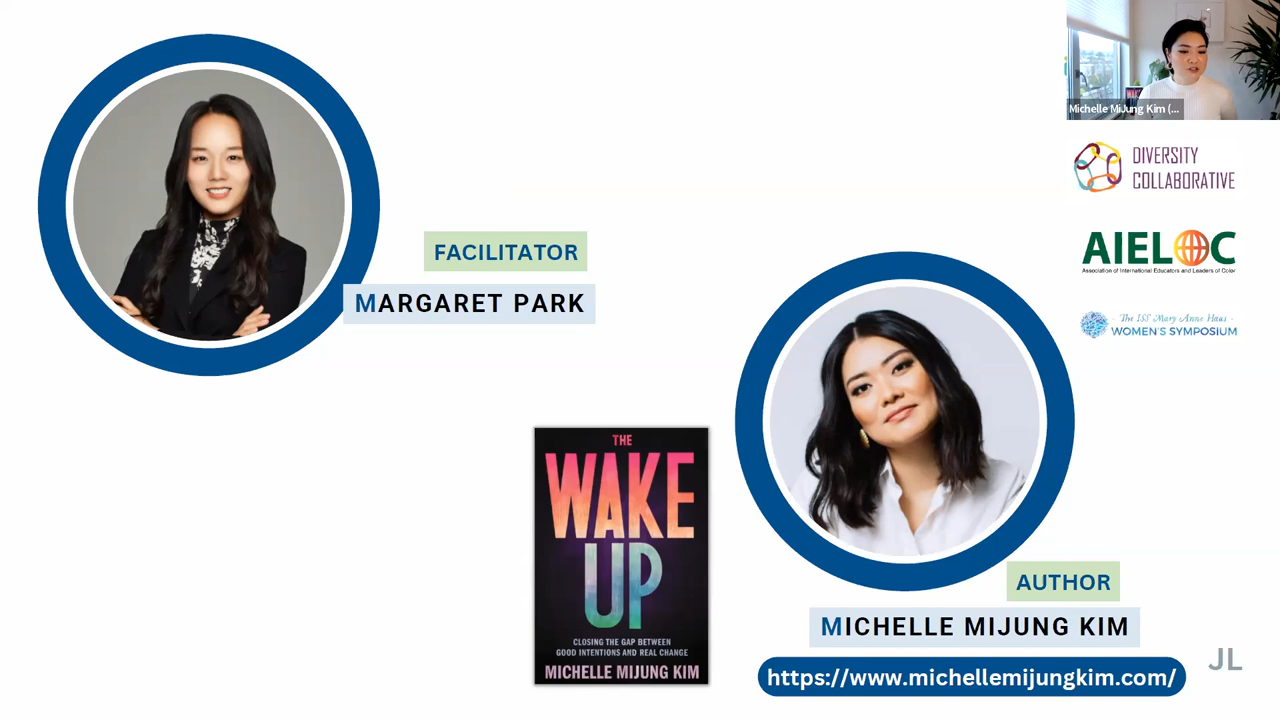 Michelle MiJung Kim (...
DIVERSITY
COLLABORATIVE
AIELOC
Association of International Educators and Leaders of Color
- The ISS Mary Anne Haas -
WOMEN'S SYMPOSIUM
FACILITATOR
MARGARET PARK
THE
WAKE
UP
CLOSING THE GAP BETWEEN
GOOD INTENTIONS AND REAL CHANGE
MICHELLE MIJUNG KIM
AUTHOR
MICHELLE MIJUNG KIM
https://www.michellemijungkim.com/
JL